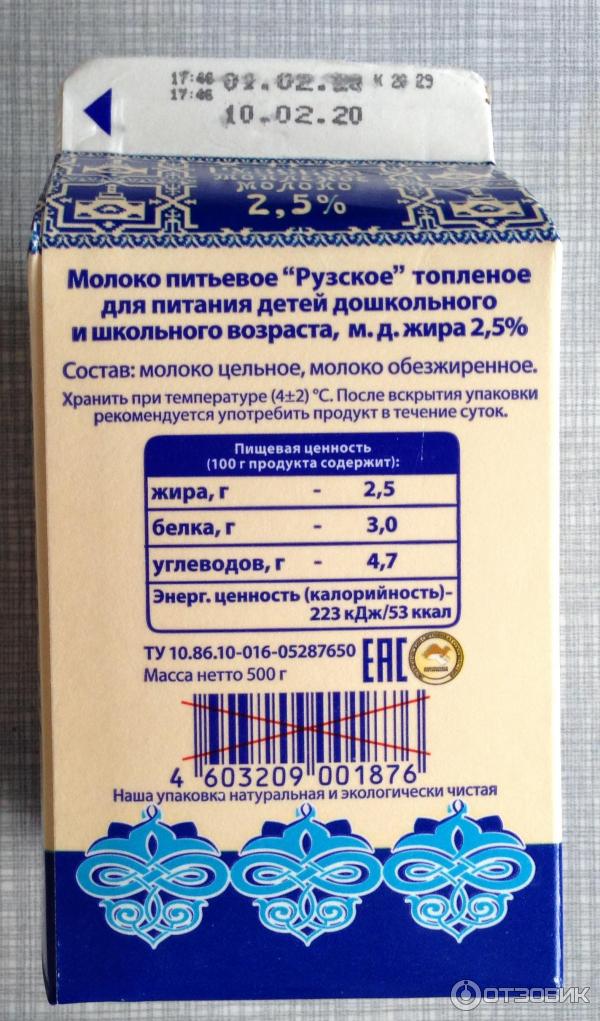 17:46 01.02.20 К 20 29
17:46 10.02.20
МОЛОКО
2,5%
Молоко питьевое “Рузское” топленое
для питания детей дошкольного
и школьного возраста, м. д. жира 2,5%
Состав: молоко цельное, молоко обезжиренное.
Хранить при температуре (4±2) °С. После вскрытия упаковки
рекомендуется употребить продукт в течение суток.
Пищевая ценность
(100 г продукта содержит):
жира, г - 2,5
белка, г - 3,0
углеводов, г - 4,7
Энерг. ценность (калорийность)-
223 кДж/53 ккал
ТУ 10.86.10-016-05287650
Масса нетто 500 г
EAC
4 603209 001876
Наша упаковка натуральная и экологически чистая
ОТЗОВИК